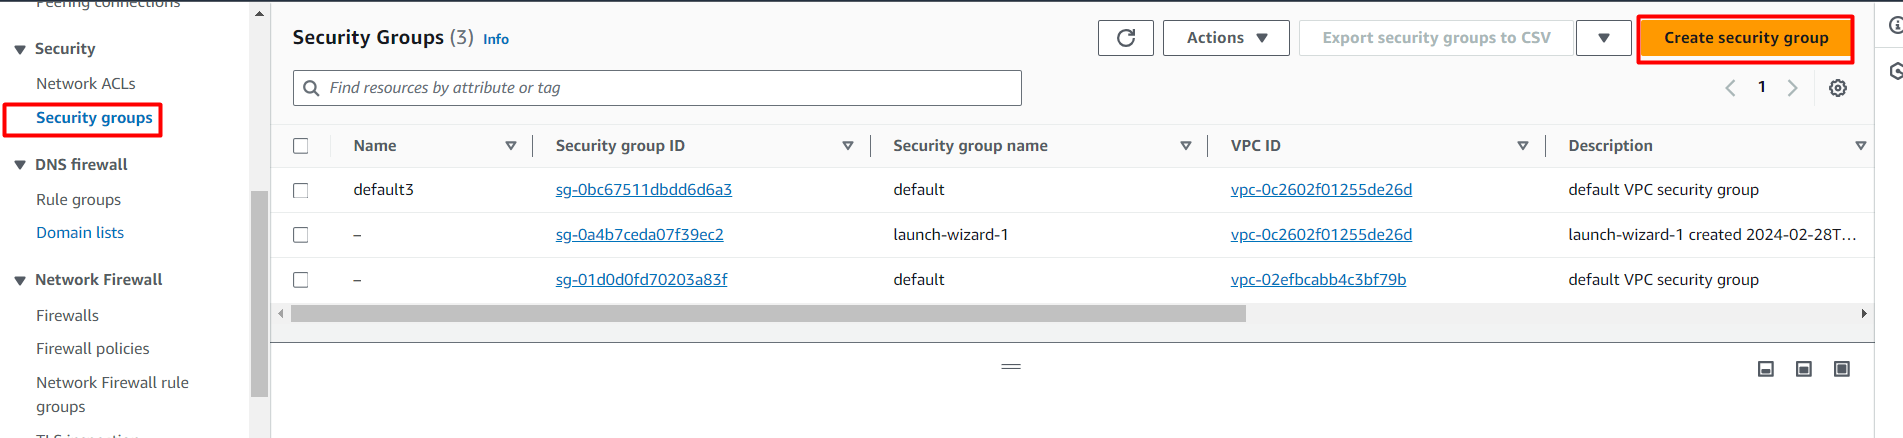 Peering connections
Security
Network ACLs
Security groups
DNS firewall
Rule groups
Domain lists
Network Firewall
Firewalls
Firewall policies
Network Firewall rule
groups
Security Groups (3) Info
Actions
Export security groups to CSV
Create security group
Find resources by attribute or tag
1
Name Security group ID Security group name VPC ID Description
default3 sg-0bc67511dbdd6d6a3 default vpc-0c2602f01255de26d default VPC security group
– sg-0a4b7ceda07f39ec2 launch-wizard-1 vpc-0c2602f01255de26d launch-wizard-1 created 2024-02-28T...
– sg-01d0d0fd70203a83f default vpc-02efbcabb4c3bf79b default VPC security group